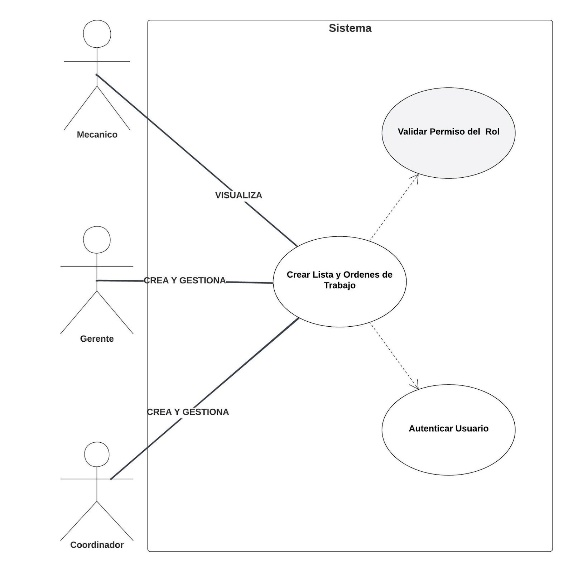 Sistema
Mecanico
Validar Permiso del Rol
VISUALIZA
Crear Lista y Ordenes de
Trabajo
CREA Y GESTIONA
Gerente
CREA Y GESTIONA
Autenticar Usuario
Coordinador